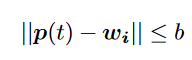 ||p(t) − wᵢ|| ≤ b